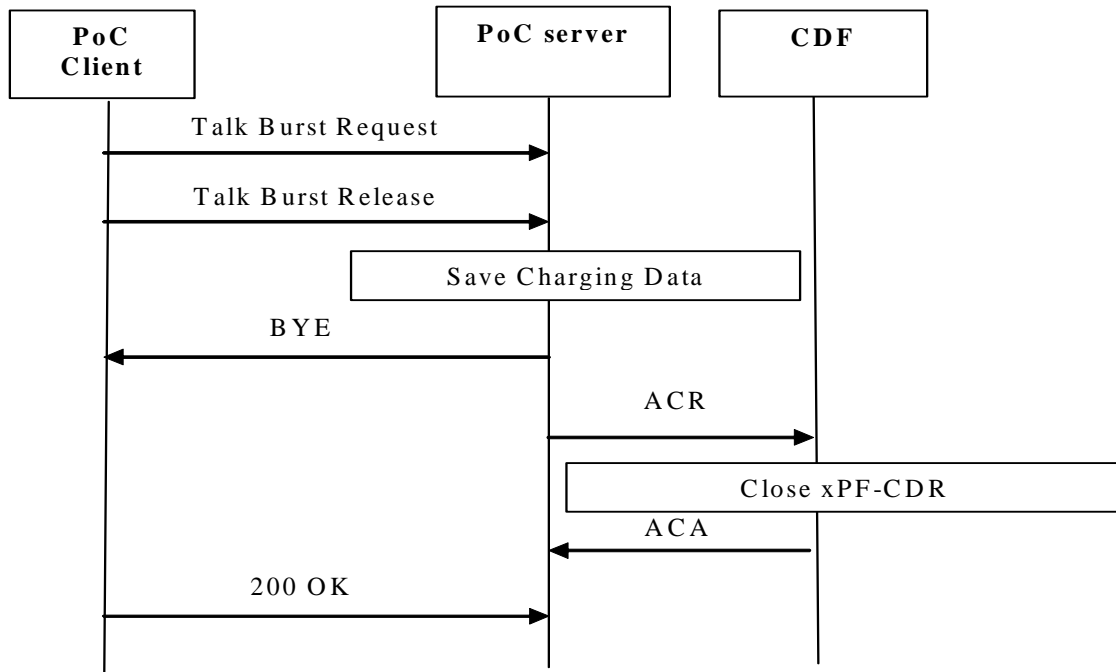 PoC
Client
PoC server
CDF
Talk Burst Request
Talk Burst Release
Save Charging Data
BYE
ACR
Close xPF-CDR
ACA
200 OK